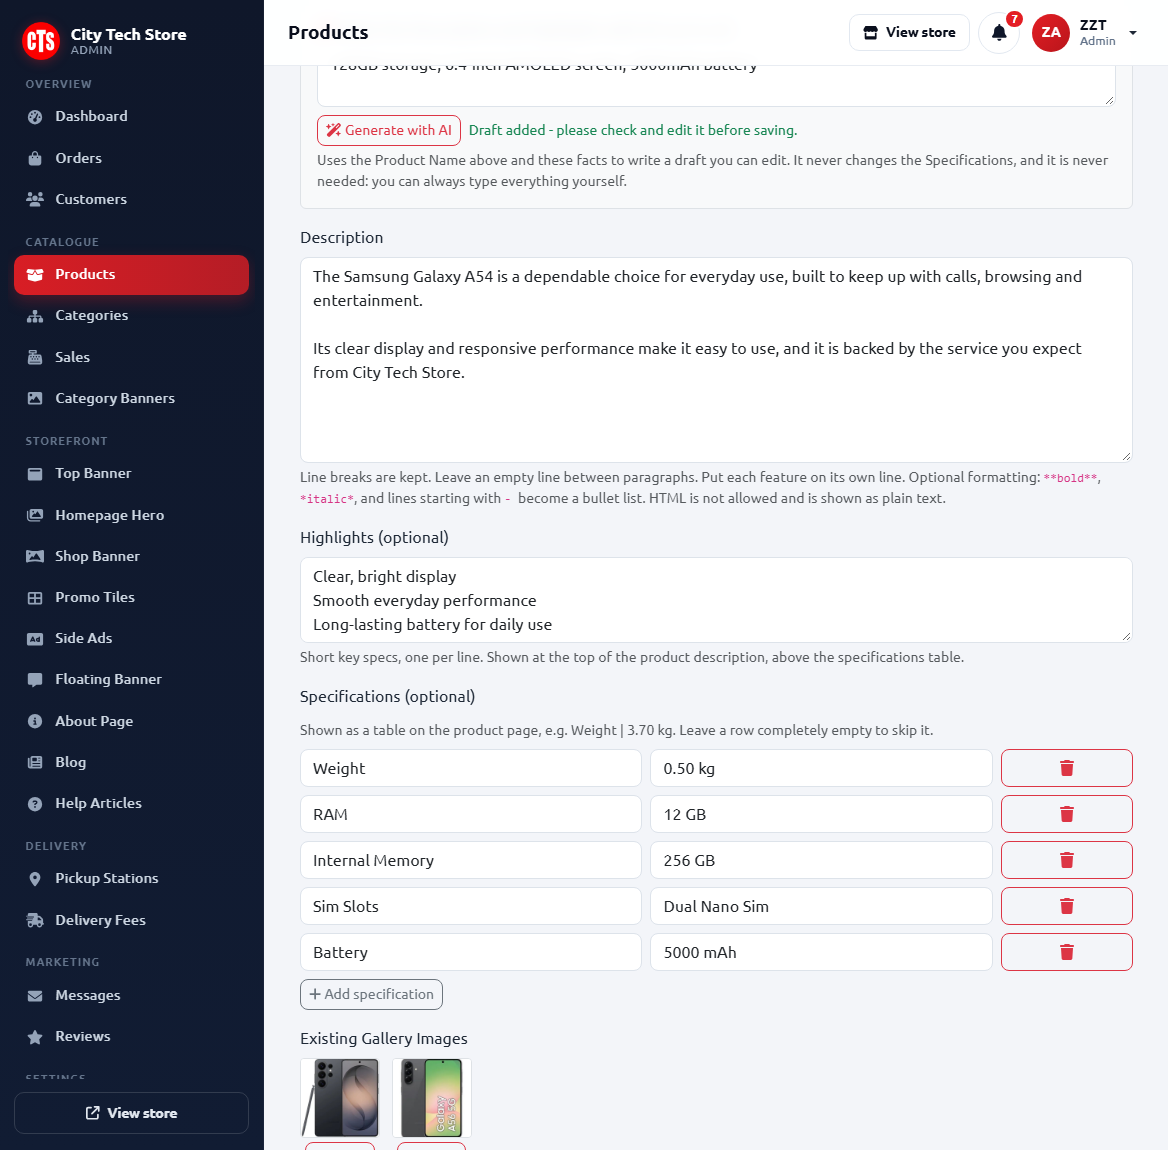 CTS
City Tech Store
ADMIN
OVERVIEW
Dashboard
Orders
Customers
CATALOGUE
Products
Categories
Sales
Category Banners
STOREFRONT
Top Banner
Homepage Hero
Shop Banner
Promo Tiles
Ad
Side Ads
Floating Banner
About Page
Blog
Help Articles
DELIVERY
Pickup Stations
Delivery Fees
MARKETING
Messages
Reviews
SETTINGS
View store
Products
View store
7
ZA
ZZT
Admin
128GB storage, 6.4-inch AMOLED screen, 5000mAh battery
Generate with AI
Draft added - please check and edit it before saving.
Uses the Product Name above and these facts to write a draft you can edit. It never changes the Specifications, and it is never
needed: you can always type everything yourself.
Description
The Samsung Galaxy A54 is a dependable choice for everyday use, built to keep up with calls, browsing and
entertainment.
Its clear display and responsive performance make it easy to use, and it is backed by the service you expect
from City Tech Store.
Line breaks are kept. Leave an empty line between paragraphs. Put each feature on its own line. Optional formatting: **bold**,
*italic*, and lines starting with - become a bullet list. HTML is not allowed and is shown as plain text.
Highlights (optional)
Clear, bright display
Smooth everyday performance
Long-lasting battery for daily use
Short key specs, one per line. Shown at the top of the product description, above the specifications table.
Specifications (optional)
Shown as a table on the product page, e.g. Weight | 3.70 kg. Leave a row completely empty to skip it.
Weight
0.50 kg
RAM
12 GB
Internal Memory
256 GB
Sim Slots
Dual Nano Sim
Battery
5000 mAh
+ Add specification
Existing Gallery Images
Galaxy